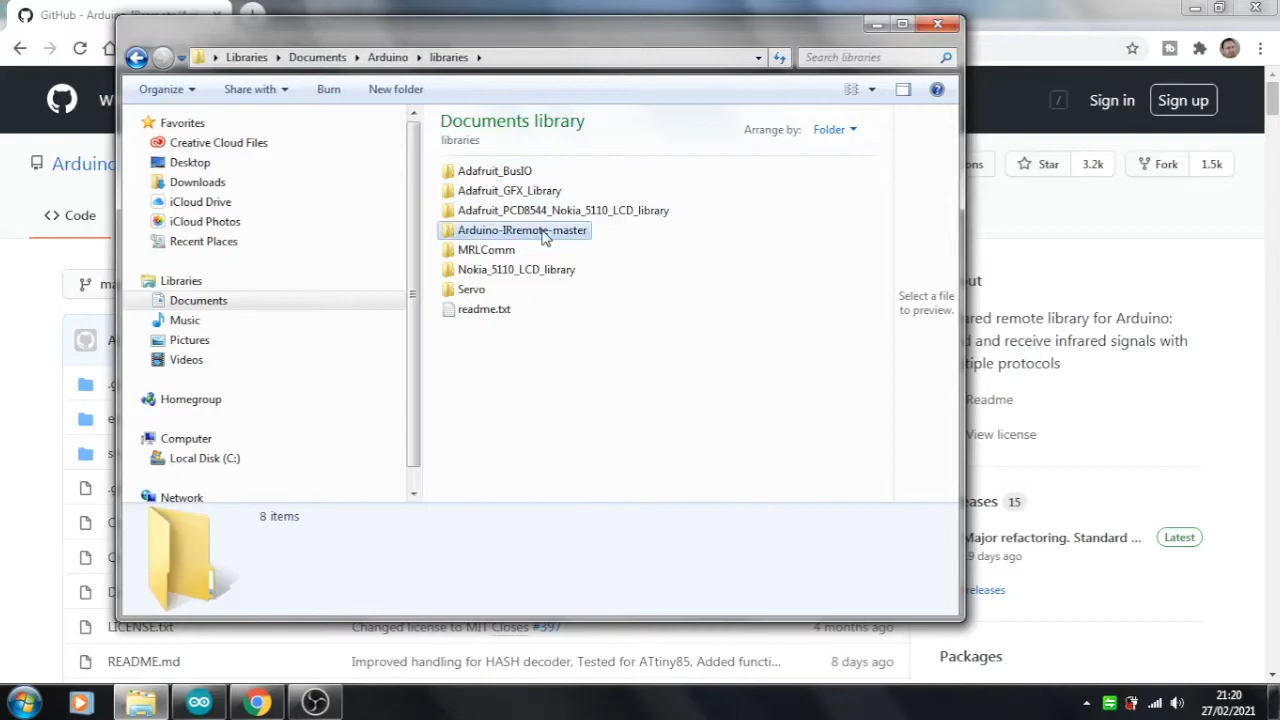 GitHub - Ardu
Libraries
Documents
Arduino
libraries
Search libraries
Organize
Share with
Burn
New folder
W
/
Sign in
Sign up
Favorites
Creative Cloud Files
Desktop
Downloads
iCloud Drive
iCloud Photos
Recent Places
Libraries
Documents
Music
Pictures
Videos
Homegroup
Computer
Local Disk (C:)
Network
Documents library
libraries
Arrange by:
Folder
Adafruit_BusIO
Adafruit_GFX_Library
Adafruit_PCD8544_Nokia_5110_LCD_library
Arduino-IRremote-master
MRLComm
Nokia_5110_LCD_library
Servo
readme.txt
Select a file
to preview.
8 items
Arduino
ons
Star
3.2k
Fork
1.5k
<> Code
ma
A
out
ared remote library for Arduino:
d and receive infrared signals with
tiple protocols
Readme
View license
eases 15
Major refactoring. Standard ...
Latest
9 days ago
releases
Packages
LICENSE.txt
Changed license to MIT Closes #397
4 months ago
README.md
Improved handling for HASH decoder, Tested for ATtiny85, Added functi...
8 days ago
21:20
27/02/2021